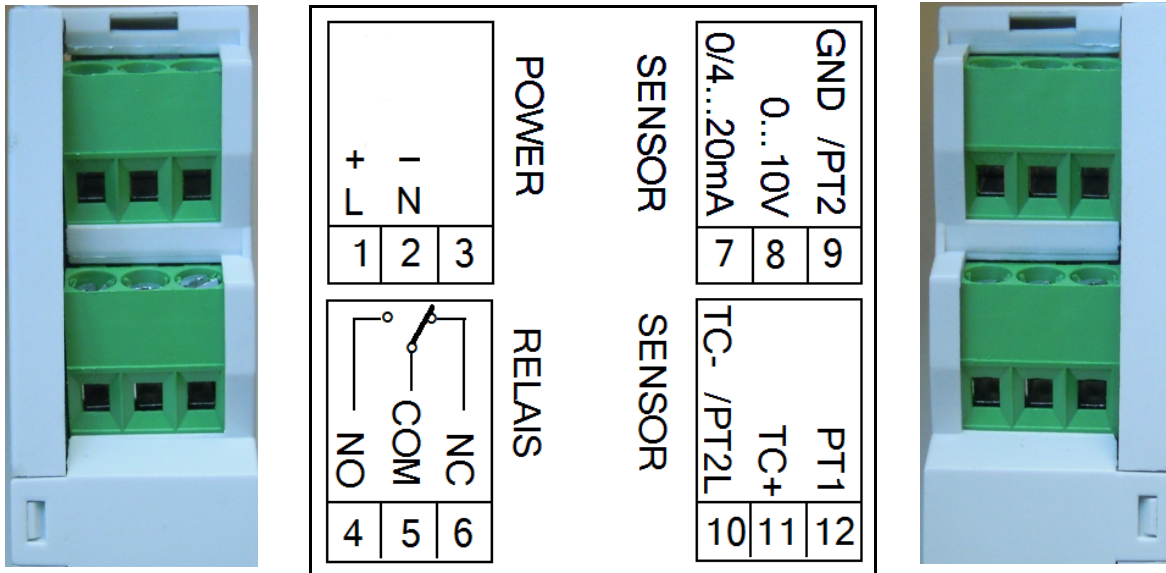 + −
L N
1 2 3
POWER
NO
COM
NC
4 5 6
RELAIS
SENSOR
0/4...20mA
0...10V
GND /PT2
7 8 9
SENSOR
TC- /PT2L
TC+
PT1
10 11 12